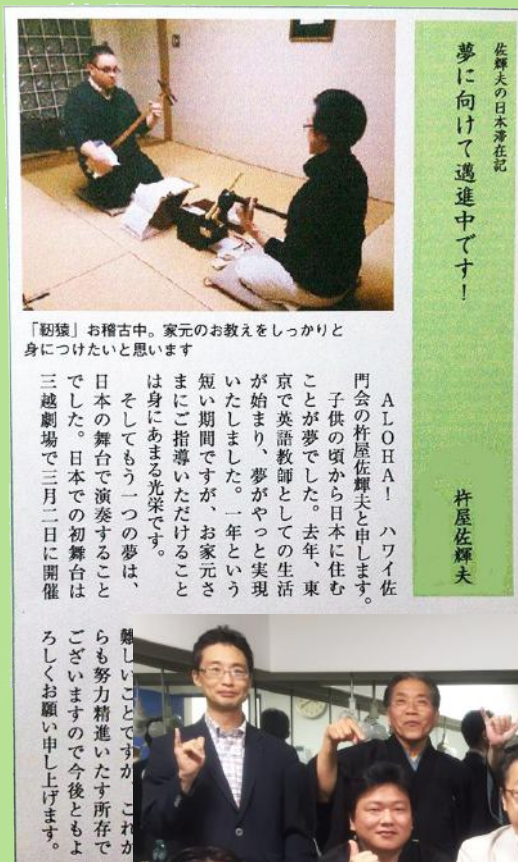 佐輝夫の日本滞在記
夢に向けて邁進中です！
杵屋佐輝夫
「靭猿」お稽古中。家元のお教えをしっかりと
身につけたいと思います
ＡＬＯＨＡ！　ハワイ佐
門会の杵屋佐輝夫と申します。
子供の頃から日本に住む
ことが夢でした。去年、東
京で英語教師としての生活
が始まり、夢がやっと実現
いたしました。一年という
短い期間ですが、お家元さ
まにご指導いただけること
は身にあまる光栄です。
そしてもう一つの夢は、
日本の舞台で演奏すること
でした。日本での初舞台は
三越劇場で三月二日に開催
難しいことですが　これか
らも努力精進いたす所存で
ございますので今後ともよ
ろしくお願い申し上げます。